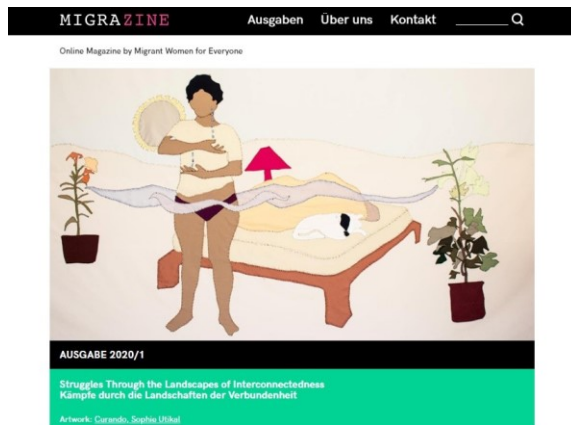 MIGRAZINE Ausgaben Über uns Kontakt
Online Magazine by Migrant Women for Everyone
AUSGABE 2020/1
Struggles Through the Landscapes of Interconnectedness
Kämpfe durch die Landschaften der Verbundenheit
Artwork: Curando, Sophie Utikal